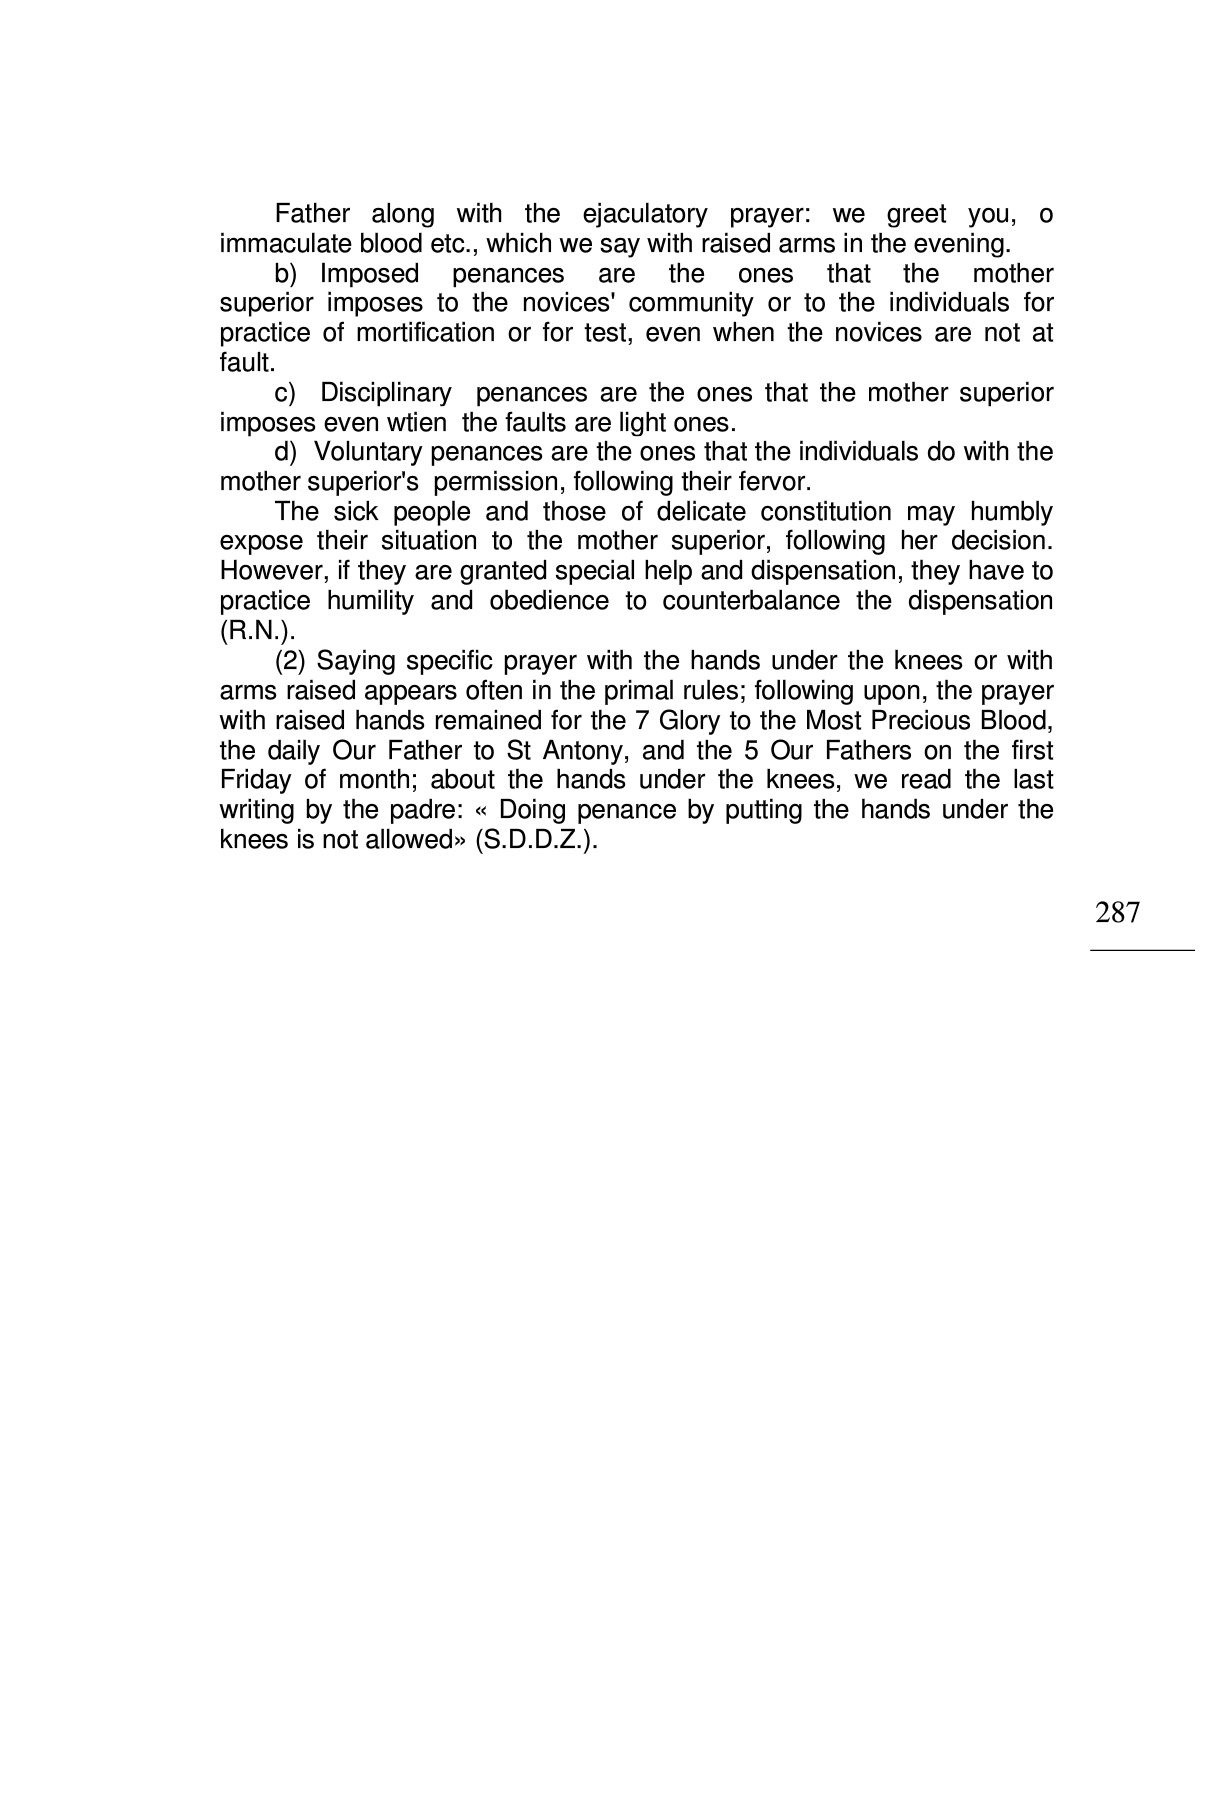 Father along with the ejaculatory prayer: we greet you, o
immaculate blood etc., which we say with raised arms in the evening.
b) Imposed penances are the ones that the mother
superior imposes to the novices' community or to the individuals for
practice of mortification or for test, even when the novices are not at
fault.
c) Disciplinary penances are the ones that the mother superior
imposes even wtien the faults are light ones.
d) Voluntary penances are the ones that the individuals do with the
mother superior's permission, following their fervor.
The sick people and those of delicate constitution may humbly
expose their situation to the mother superior, following her decision.
However, if they are granted special help and dispensation, they have to
practice humility and obedience to counterbalance the dispensation
(R.N.).
(2) Saying specific prayer with the hands under the knees or with
arms raised appears often in the primal rules; following upon, the prayer
with raised hands remained for the 7 Glory to the Most Precious Blood,
the daily Our Father to St Antony, and the 5 Our Fathers on the first
Friday of month; about the hands under the knees, we read the last
writing by the padre: « Doing penance by putting the hands under the
knees is not allowed» (S.D.D.Z.).
287